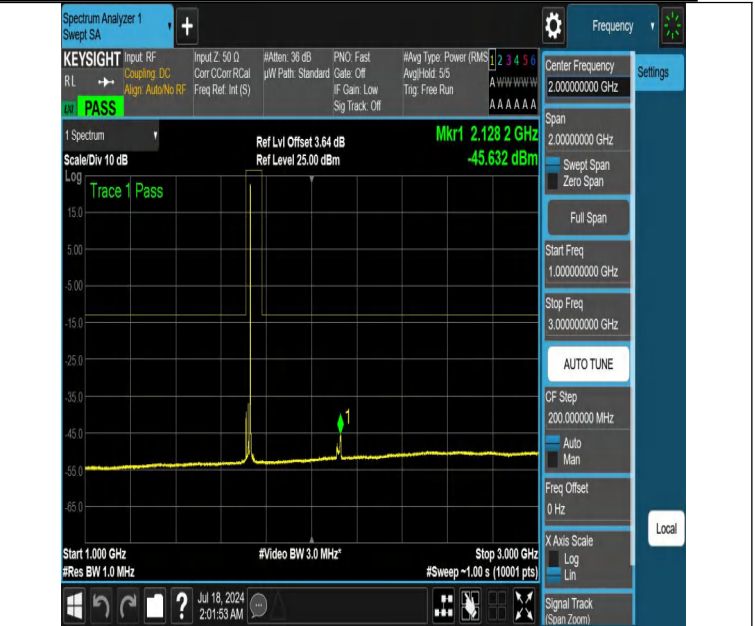 Spectrum Analyzer 1
Swept SA
+
Frequency
KEYSIGHT
RL
PASS
Input: RF
Coupling: DC
Align: Auto/No RF
Input Z: 50 Ω
Corr CCorr RCal
Freq Ref: Int (S)
#Atten: 36 dB
µW Path: Standard
PNO: Fast
Gate: Off
IF Gain: Low
Sig Track: Off
#Avg Type: Power (RMS
Avg|Hold: 5/5
Trig: Free Run
1 2 3 4 5 6
A W W W W W
A A A A A A
1 Spectrum
Scale/Div 10 dB
Ref Lvl Offset 3.64 dB
Ref Level 25.00 dBm
Mkr1 2.128 2 GHz
-45.632 dBm
Log
Trace 1 Pass
15.0
5.00
-5.00
-15.0
-25.0
-35.0
-45.0
-55.0
-65.0
1
Start 1.000 GHz
#Res BW 1.0 MHz
#Video BW 3.0 MHz*
Stop 3.000 GHz
#Sweep ~1.00 s (10001 pts)
Center Frequency
2.000000000 GHz
Settings
Span
2.00000000 GHz
Swept Span
Zero Span
Full Span
Start Freq
1.000000000 GHz
Stop Freq
3.000000000 GHz
AUTO TUNE
CF Step
200.000000 MHz
Auto
Man
Freq Offset
0 Hz
X Axis Scale
Log
Lin
Signal Track
(Span Zoom)
Local
?
Jul 18, 2024
2:01:53 AM